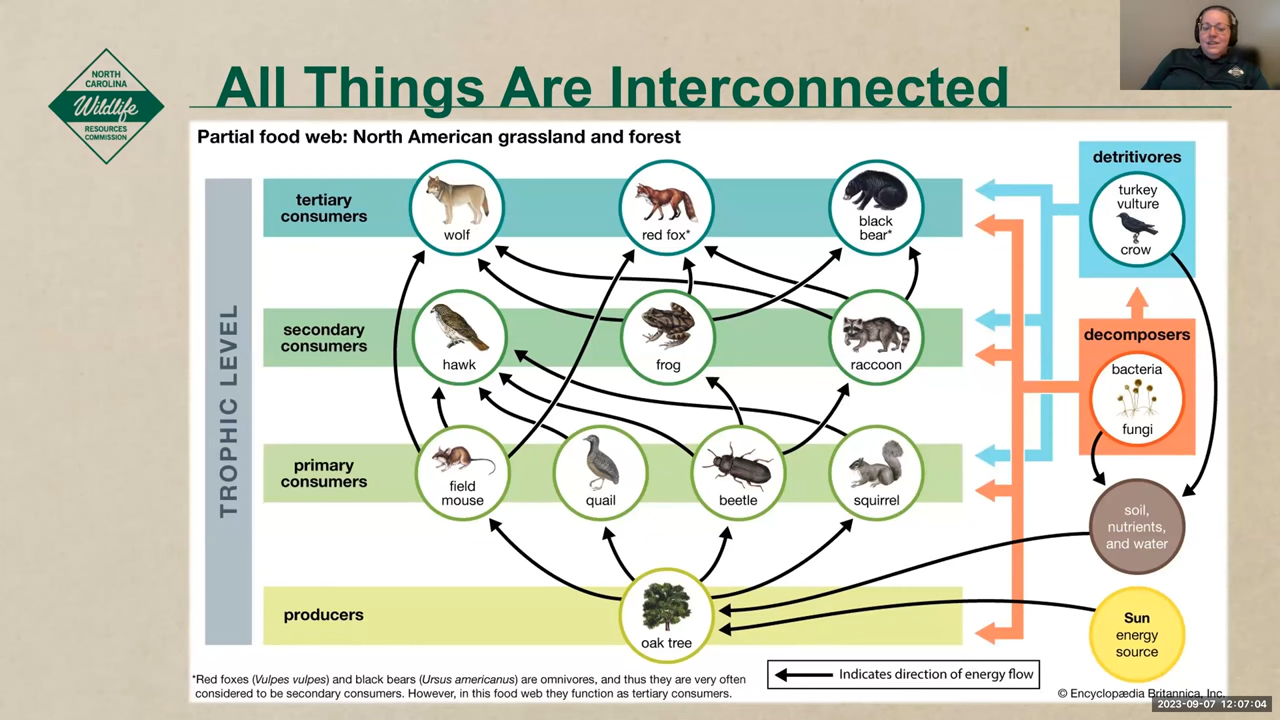 NORTH
CAROLINA
Wildlife
RESOURCES
COMMISSION
All Things Are Interconnected
Partial food web: North American grassland and forest
TROPHIC LEVEL
tertiary
consumers
wolf
red fox*
black
bear*
secondary
consumers
hawk
frog
raccoon
primary
consumers
field
mouse
quail
beetle
squirrel
producers
oak tree
detritivores
turkey
vulture
crow
decomposers
bacteria
fungi
soil,
nutrients,
and water
Sun
energy
source
Indicates direction of energy flow
*Red foxes (Vulpes vulpes) and black bears (Ursus americanus) are omnivores, and thus they are very often
considered to be secondary consumers. However, in this food web they function as tertiary consumers.
© Encyclopædia Britannica, Inc.
2023-09-07 12:07:04